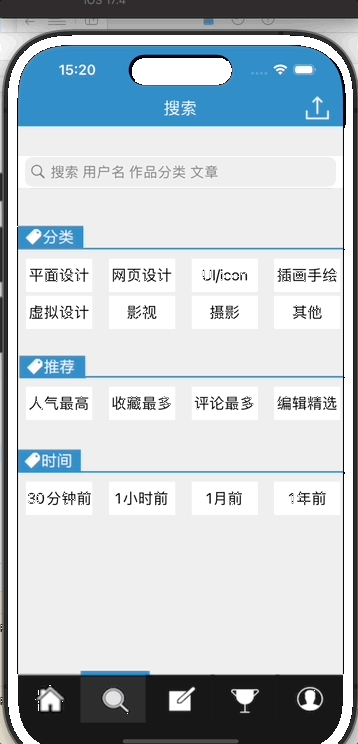 iOS 17.4
15:20
搜索
搜索 用户名 作品分类 文章
分类
平面设计 网页设计 UI/icon 插画手绘
虚拟设计 影视 摄影 其他
推荐
人气最高 收藏最多 评论最多 编辑精选
时间
30分钟前 1小时前 1月前 1年前